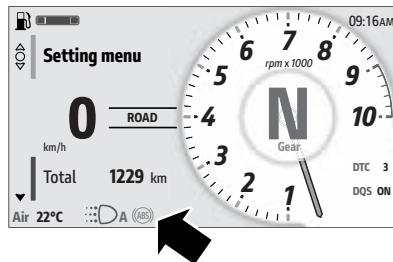 09:16AM
Setting menu
0
km/h
ROAD
Total 1229 km
Air 22°C
A
(ABS)
1
2
3
4
5
6
7
8
9
10
rpm x 1000
N
Gear
DTC 3
DQS ON